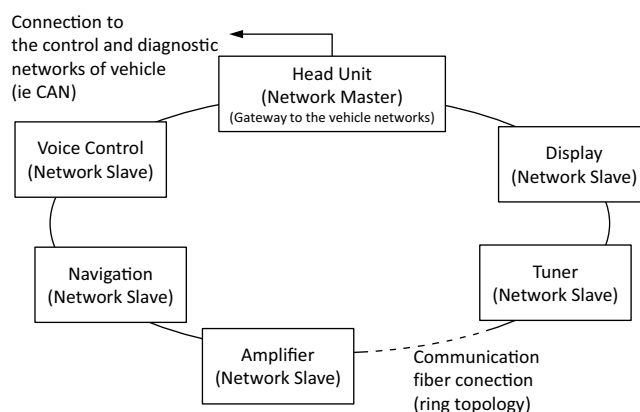 Connection to
the control and diagnostic
networks of vehicle
(ie CAN)
Head Unit
(Network Master)
(Gateway to the vehicle networks)
Voice Control
(Network Slave)
Display
(Network Slave)
Navigation
(Network Slave)
Tuner
(Network Slave)
Amplifier
(Network Slave)
Communication
fiber conection
(ring topology)